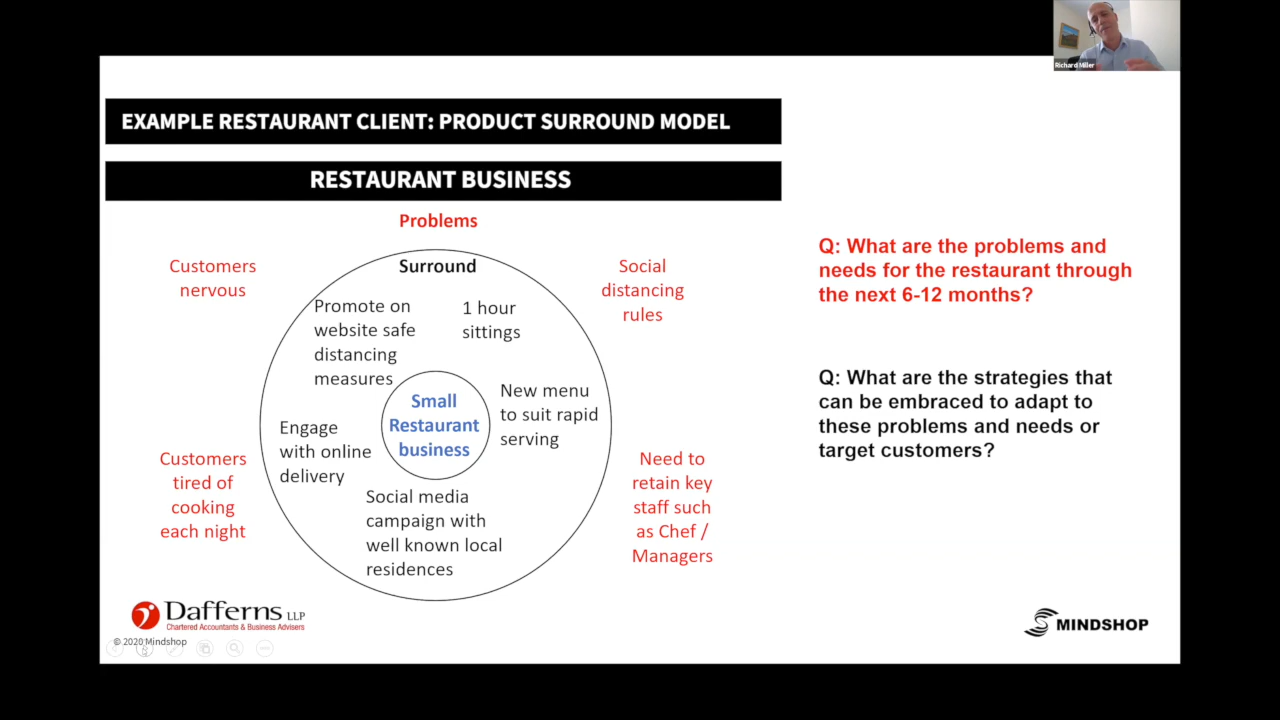 Richard Miller
EXAMPLE RESTAURANT CLIENT: PRODUCT SURROUND MODEL
RESTAURANT BUSINESS
Problems
Customers
nervous
Surround
Social
distancing
rules
Promote on
website safe
distancing
measures
1 hour
sittings
Small
Restaurant
business
New menu
to suit rapid
serving
Engage
with online
delivery
Customers
tired of
cooking
each night
Social media
campaign with
well known local
residences
Need to
retain key
staff such
as Chef /
Managers
Q: What are the problems and
needs for the restaurant through
the next 6-12 months?
Q: What are the strategies that
can be embraced to adapt to
these problems and needs or
target customers?
Dafferns LLP
Chartered Accountants & Business Advisers
© 2020 Mindshop
MINDSHOP